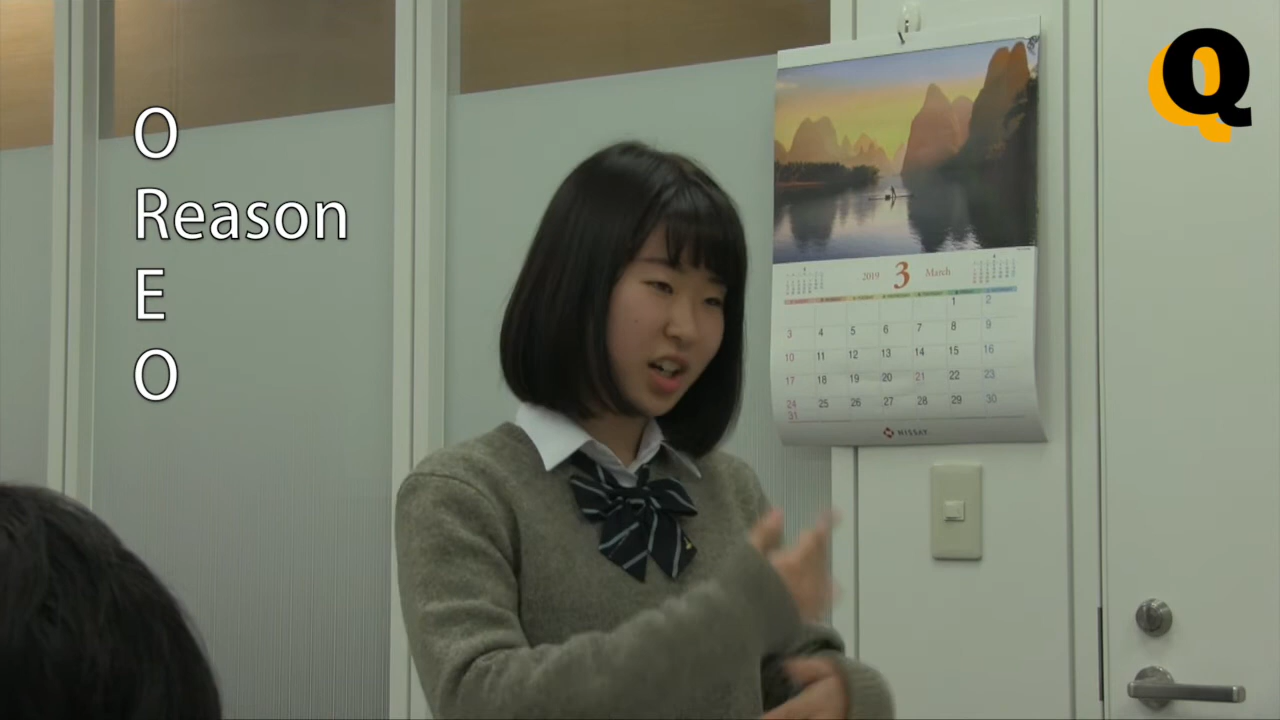 O
Reason
E
O
Q
2019 3 March
1 2
3 4 5 6 7 8 9
10 11 12 13 14 15 16
17 18 19 20 21 22 23
24 25 26 27 28 29 30
31
NISSAY